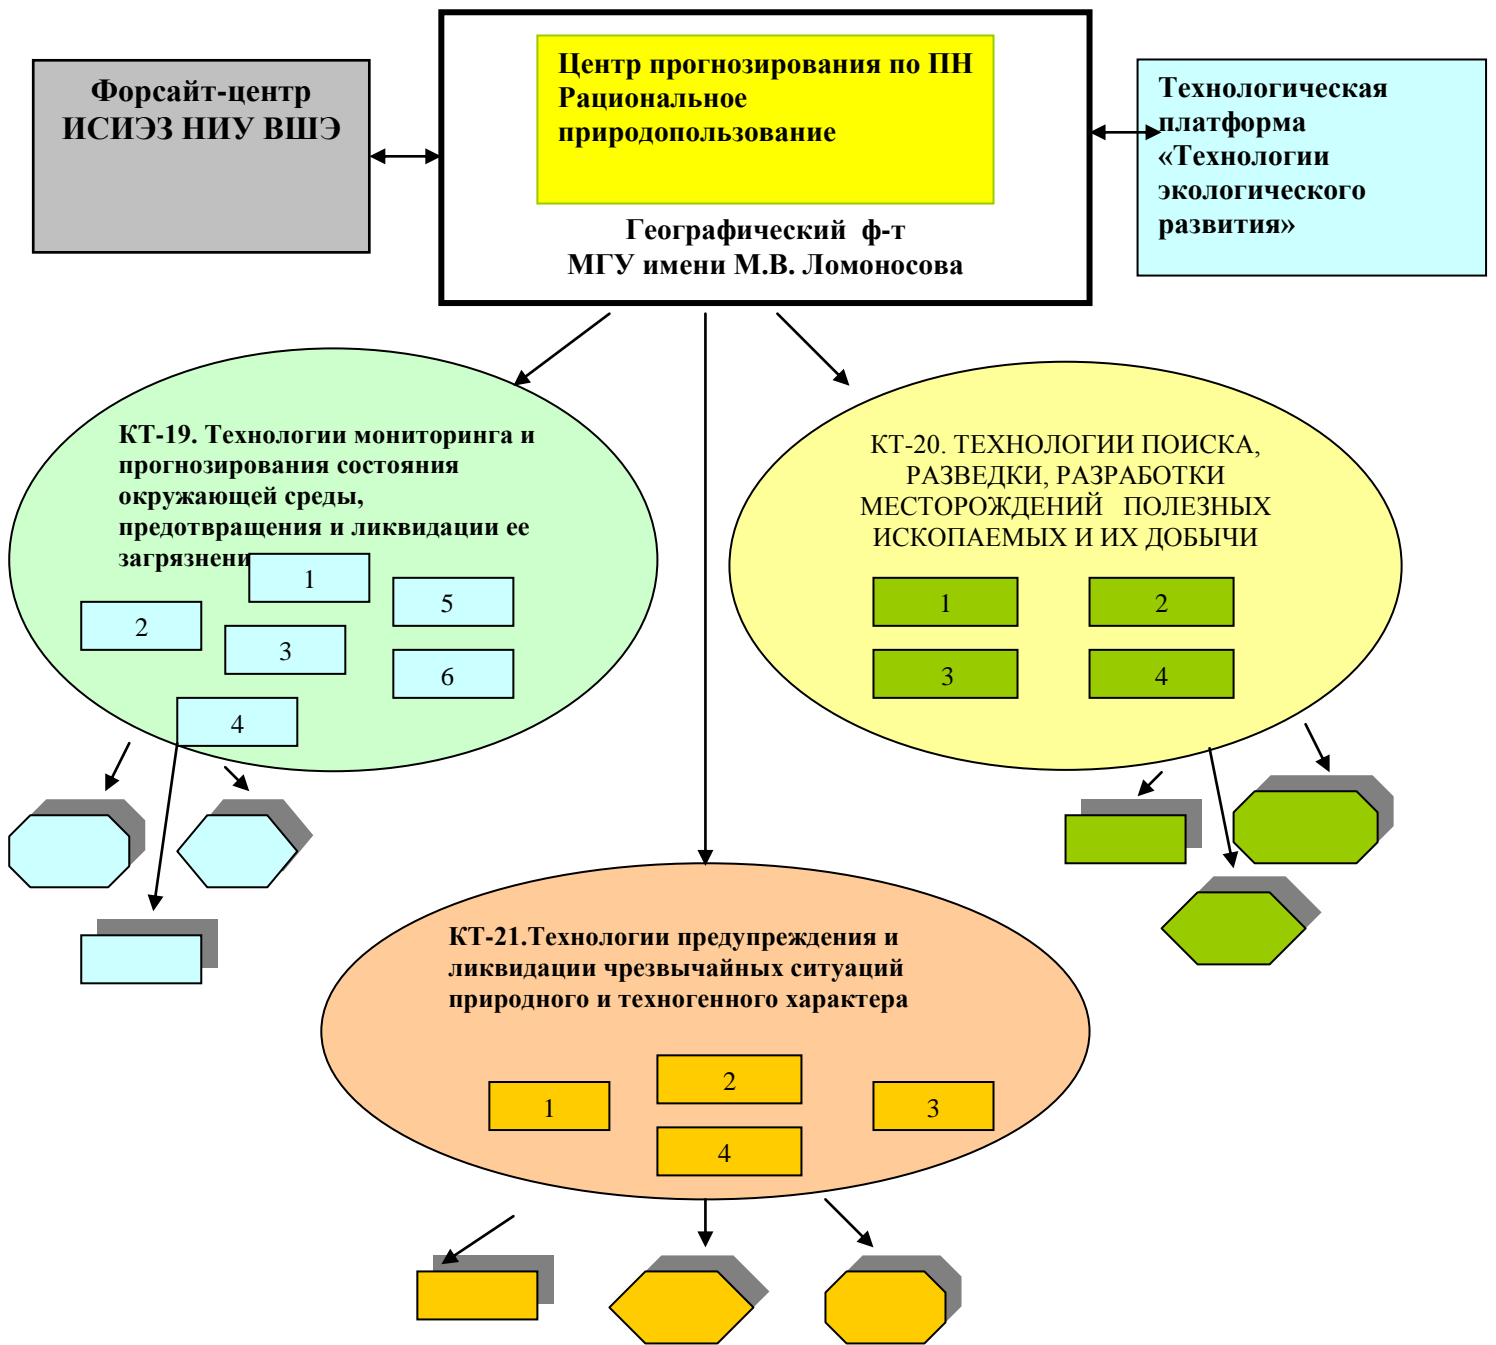 Форсайт-центр
ИСИЭЗ НИУ ВШЭ
Центр прогнозирования по ПН
Рациональное
природопользование
Географический ф-т
МГУ имени М.В. Ломоносова
Технологическая
платформа
«Технологии
экологического
развития»
КТ-19. Технологии мониторинга и
прогнозирования состояния
окружающей среды,
предотвращения и ликвидации ее
загрязнени
1
5
2
3
6
4
КТ-20. ТЕХНОЛОГИИ ПОИСКА,
РАЗВЕДКИ, РАЗРАБОТКИ
МЕСТОРОЖДЕНИЙ ПОЛЕЗНЫХ
ИСКОПАЕМЫХ И ИХ ДОБЫЧИ
1
2
3
4
КТ-21.Технологии предупреждения и
ликвидации чрезвычайных ситуаций
природного и техногенного характера
2
1
3
4